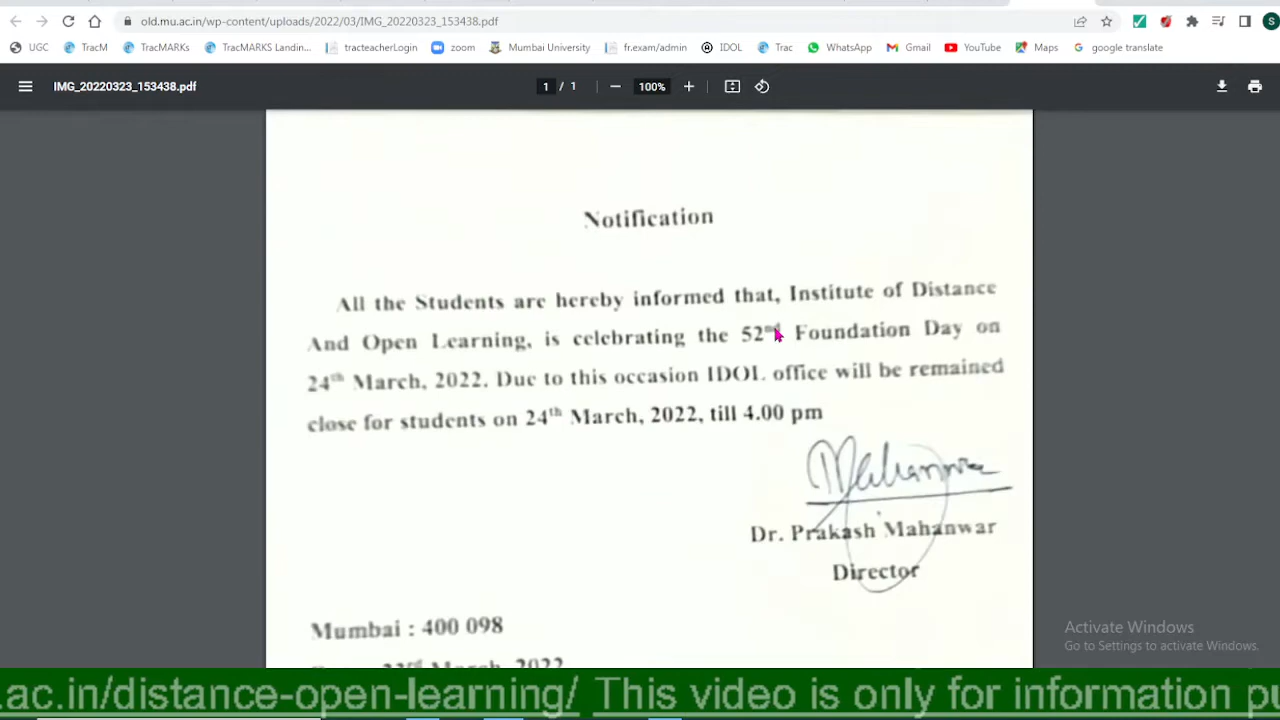 old.mu.ac.in/wp-content/uploads/2022/03/IMG_20220323_153438.pdf
S
UGC TracM TracMARKs TracMARKS Landin... tracteacherLogin zoom Mumbai University fr.exam/admin IDOL Trac WhatsApp Gmail YouTube Maps google translate
IMG_20220323_153438.pdf 1 / 1 100%
Notification
All the Students are hereby informed that, Institute of Distance
And Open Learning, is celebrating the 52nd Foundation Day on
24th March, 2022. Due to this occasion IDOL office will be remained
close for students on 24th March, 2022, till 4.00 pm
Mahanwar
Dr. Prakash Mahanwar
Director
Mumbai : 400 098
23rd March, 2022
Activate Windows
Go to Settings to activate Windows.
.ac.in/distance-open-learning/ This video is only for information pu